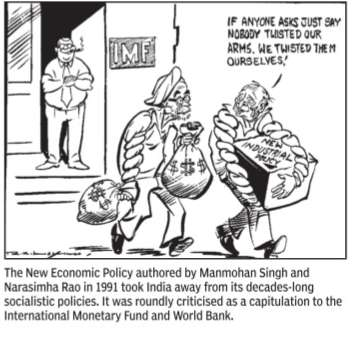 IF ANYONE ASKS JUST SAY
NOBODY TWISTED OUR
ARMS. WE TWISTED THEM
OURSELVES!
IMF
NEW
INDUSTRIAL
POLICY
$
$
The New Economic Policy authored by Manmohan Singh and
Narasimha Rao in 1991 took India away from its decades-long
socialistic policies. It was roundly criticised as a capitulation to the
International Monetary Fund and World Bank.